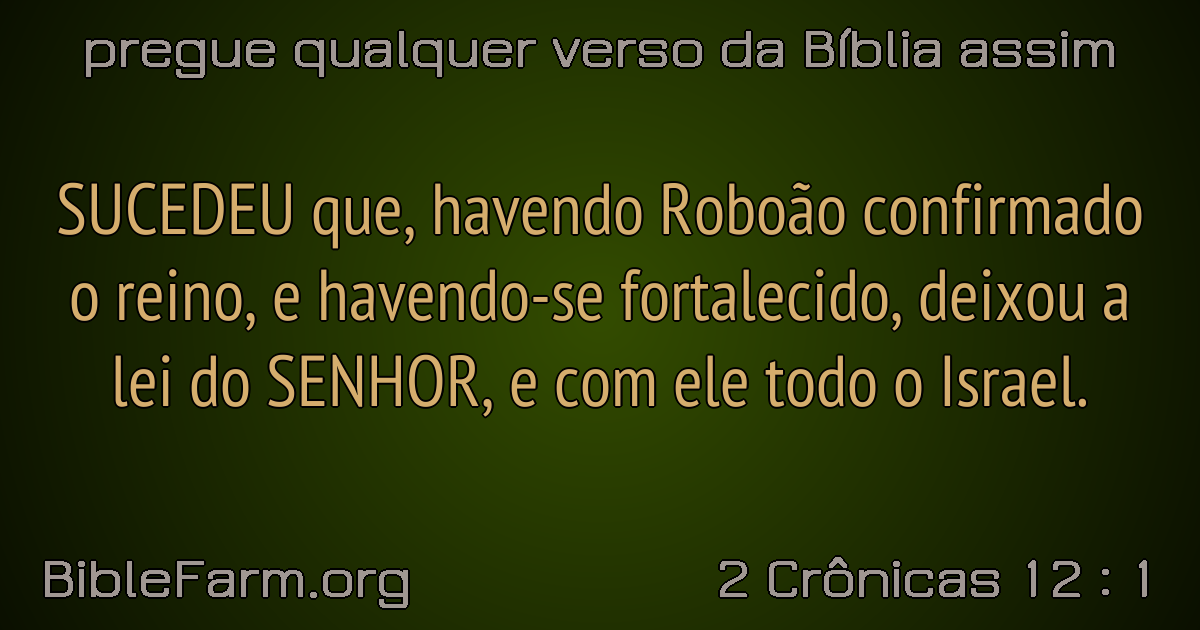 pregue qualquer verso da Bíblia assim
SUCEDEU que, havendo Roboão confirmado
o reino, e havendo-se fortalecido, deixou a
lei do SENHOR, e com ele todo o Israel.
BibleFarm.org
2 Crônicas 12 : 1